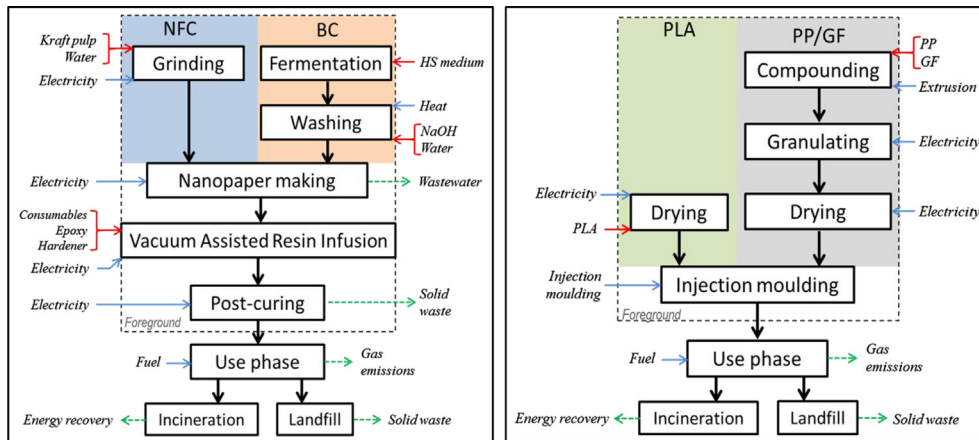 NFC
BC
Kraft pulp
Water
Electricity
Grinding
Fermentation
HS medium
Heat
Washing
NaOH
Water
Electricity
Nanopaper making
Wastewater
Consumables
Epoxy
Hardener
Electricity
Vacuum Assisted Resin Infusion
Electricity
Post-curing
Solid
waste
Foreground
Fuel
Use phase
Gas
emissions
Energy recovery
Incineration
Landfill
Solid waste
PLA
PP/GF
PP
GF
Compounding
Extrusion
Granulating
Electricity
Electricity
PLA
Drying
Drying
Electricity
Injection
moulding
Injection moulding
Foreground
Fuel
Use phase
Gas
emissions
Energy recovery
Incineration
Landfill
Solid waste